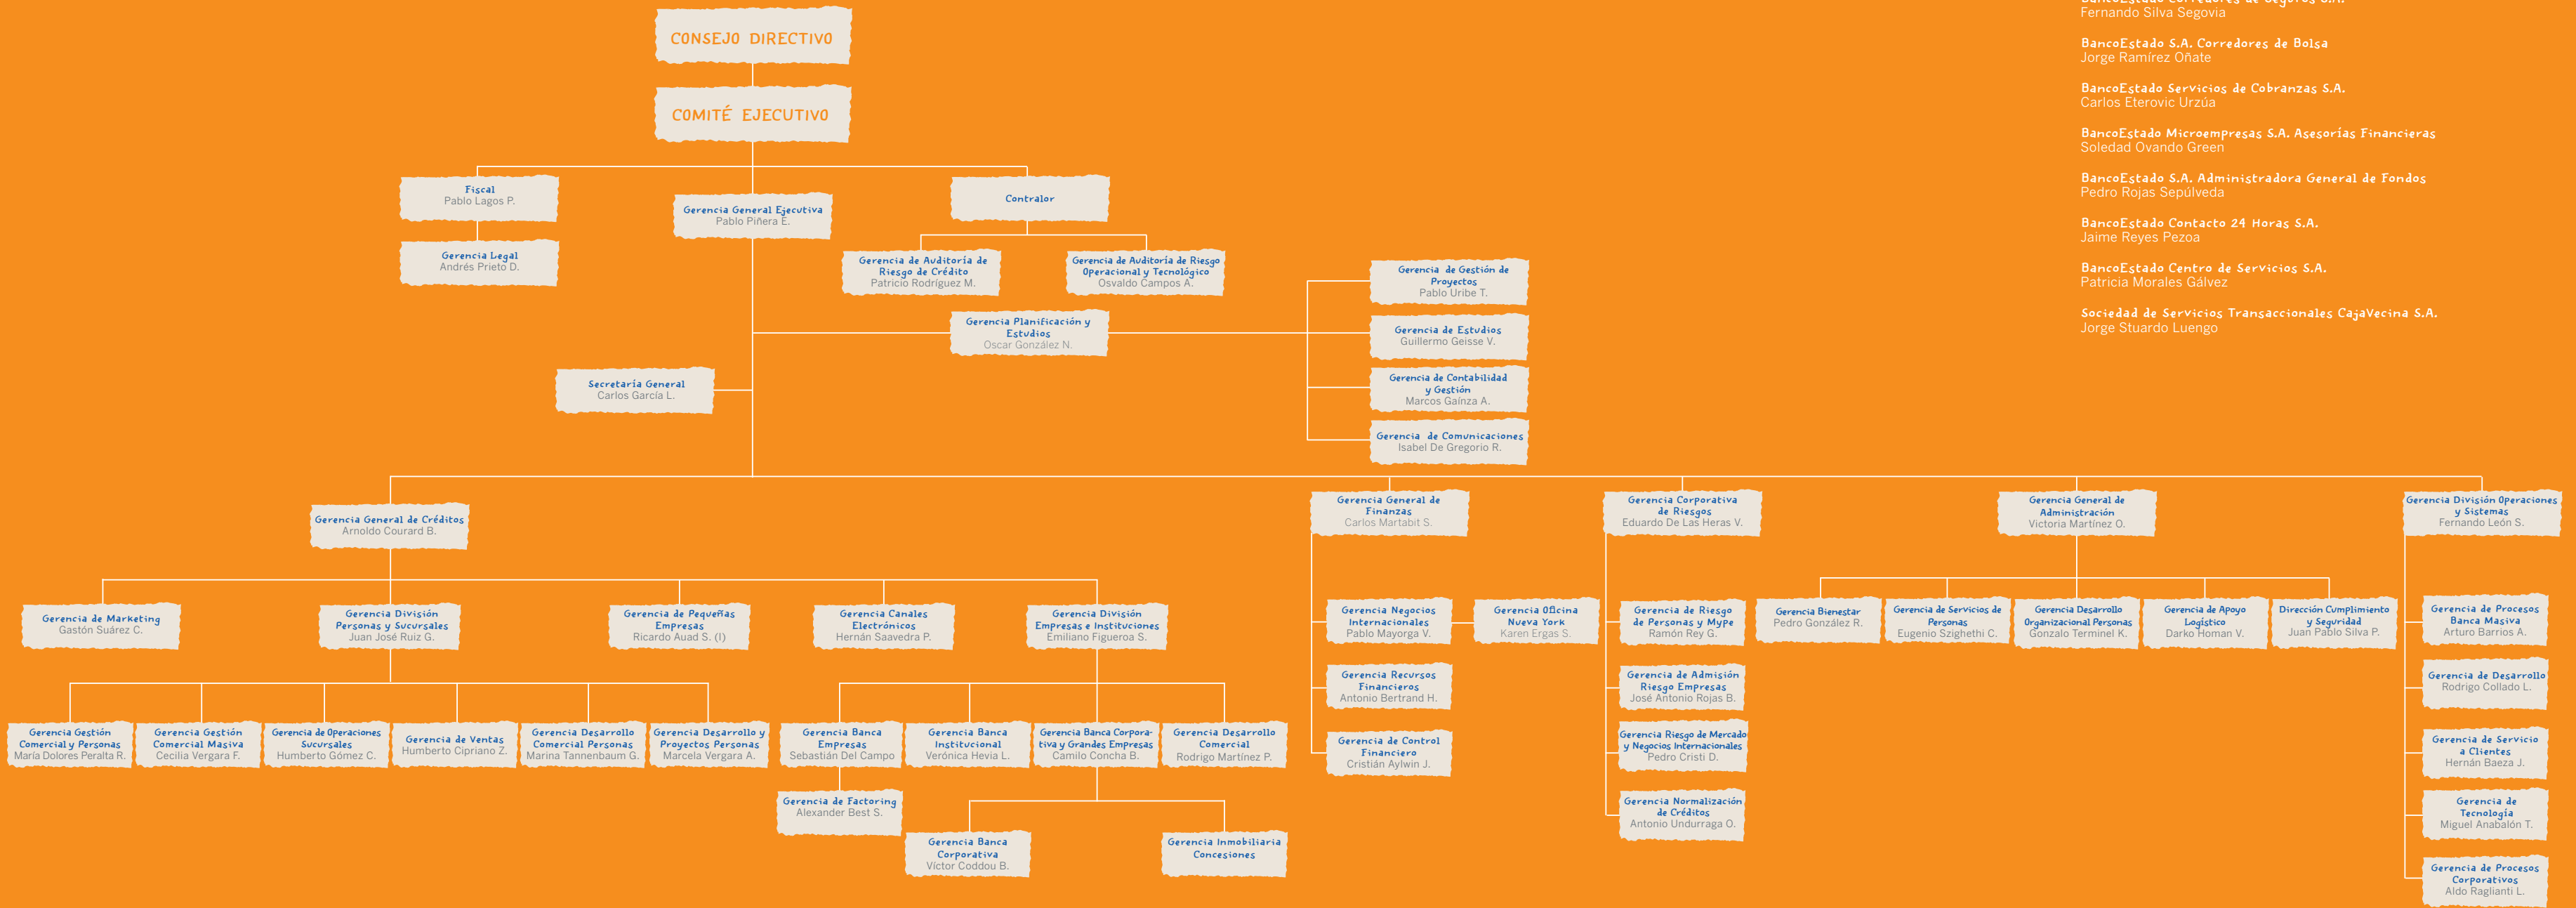 CONSEJO DIRECTIVO
COMITÉ EJECUTIVO
Fiscal
Pablo Lagos P.
Gerencia General Ejecutiva
Pablo Piñera E.
Contralor
Gerencia Legal
Andrés Prieto D.
Gerencia de Auditoría de
Riesgo de Crédito
Patricio Rodríguez M.
Gerencia de Auditoría de Riesgo
Operacional y Tecnológico
Osvaldo Campos A.
Gerencia Planificación y
Estudios
Oscar González N.
Gerencia de Gestión de
Proyectos
Pablo Uribe T.
Gerencia de Estudios
Guillermo Geisse V.
Gerencia de Contabilidad
y Gestión
Marcos Gaínza A.
Gerencia de Comunicaciones
Isabel De Gregorio R.
Secretaría General
Carlos García L.
BancoEstado Corredores de Seguros S.A.
Fernando Silva Segovia
BancoEstado S.A. Corredores de Bolsa
Jorge Ramírez Oñate
BancoEstado Servicios de Cobranzas S.A.
Carlos Eterovic Urzúa
BancoEstado Microempresas S.A. Asesorías Financieras
Soledad Ovando Green
BancoEstado S.A. Administradora General de Fondos
Pedro Rojas Sepúlveda
BancoEstado Contacto 24 Horas S.A.
Jaime Reyes Pezoa
BancoEstado Centro de Servicios S.A.
Patricia Morales Gálvez
Sociedad de Servicios Transaccionales CajaVecina S.A.
Jorge Stuardo Luengo
Gerencia General de Créditos
Arnoldo Courard B.
Gerencia General de
Finanzas
Carlos Martabit S.
Gerencia Corporativa
de Riesgos
Eduardo De Las Heras V.
Gerencia General de
Administración
Victoria Martínez O.
Gerencia División Operaciones
y Sistemas
Fernando León S.
Gerencia de Marketing
Gastón Suárez C.
Gerencia División
Personas y Sucursales
Juan José Ruiz G.
Gerencia de Pequeñas
Empresas
Ricardo Auad S. (I)
Gerencia Canales
Electrónicos
Hernán Saavedra P.
Gerencia División
Empresas e Instituciones
Emiliano Figueroa S.
Gerencia Gestión
Comercial y Personas
María Dolores Peralta R.
Gerencia Gestión
Comercial Masiva
Cecilia Vergara F.
Gerencia de Operaciones
Sucursales
Humberto Gómez C.
Gerencia de Ventas
Humberto Cipriano Z.
Gerencia Desarrollo
Comercial Personas
Marina Tannenbaum G.
Gerencia Desarrollo y
Proyectos Personas
Marcela Vergara A.
Gerencia Banca
Empresas
Sebastián Del Campo
Gerencia Banca
Institucional
Verónica Hevia L.
Gerencia Banca Corpora-
tiva y Grandes Empresas
Camilo Concha B.
Gerencia Desarrollo
Comercial
Rodrigo Martínez P.
Gerencia de Factoring
Alexander Best S.
Gerencia Banca
Corporativa
Víctor Coddou B.
Gerencia Inmobiliaria
Concesiones
Gerencia Negocios
Internacionales
Pablo Mayorga V.
Gerencia Oficina
Nueva York
Karen Ergas S.
Gerencia Recursos
Financieros
Antonio Bertrand H.
Gerencia de Control
Financiero
Cristián Aylwin J.
Gerencia de Riesgo
de Personas y Mype
Ramón Rey G.
Gerencia de Admisión
Riesgo Empresas
José Antonio Rojas B.
Gerencia Riesgo de Mercado
y Negocios Internacionales
Pedro Cristi D.
Gerencia Normalización
de Créditos
Antonio Undurraga O.
Gerencia Bienestar
Pedro González R.
Gerencia de Servicios de
Personas
Eugenio Szighethi C.
Gerencia Desarrollo
Organizacional Personas
Gonzalo Terminel K.
Gerencia de Apoyo
Logístico
Darko Homan V.
Dirección Cumplimiento
y Seguridad
Juan Pablo Silva P.
Gerencia de Procesos
Banca Masiva
Arturo Barrios A.
Gerencia de Desarrollo
Rodrigo Collado L.
Gerencia de Servicio
a Clientes
Hernán Baeza J.
Gerencia de
Tecnología
Miguel Anabalón T.
Gerencia de Procesos
Corporativos
Aldo Raglianti L.